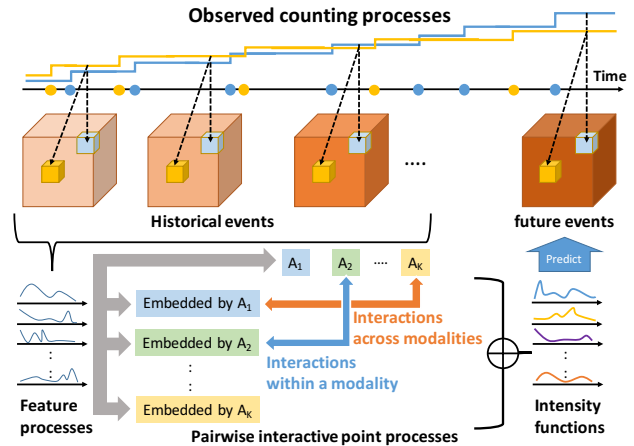 Observed counting processes
Time
....
Historical events
future events
A1
A2
....
AK
Predict
Embedded by A1
Interactions
across modalities
Embedded by A2
Interactions
within a modality
⋮
Embedded by AK
Feature
processes
Pairwise interactive point processes
Intensity
functions